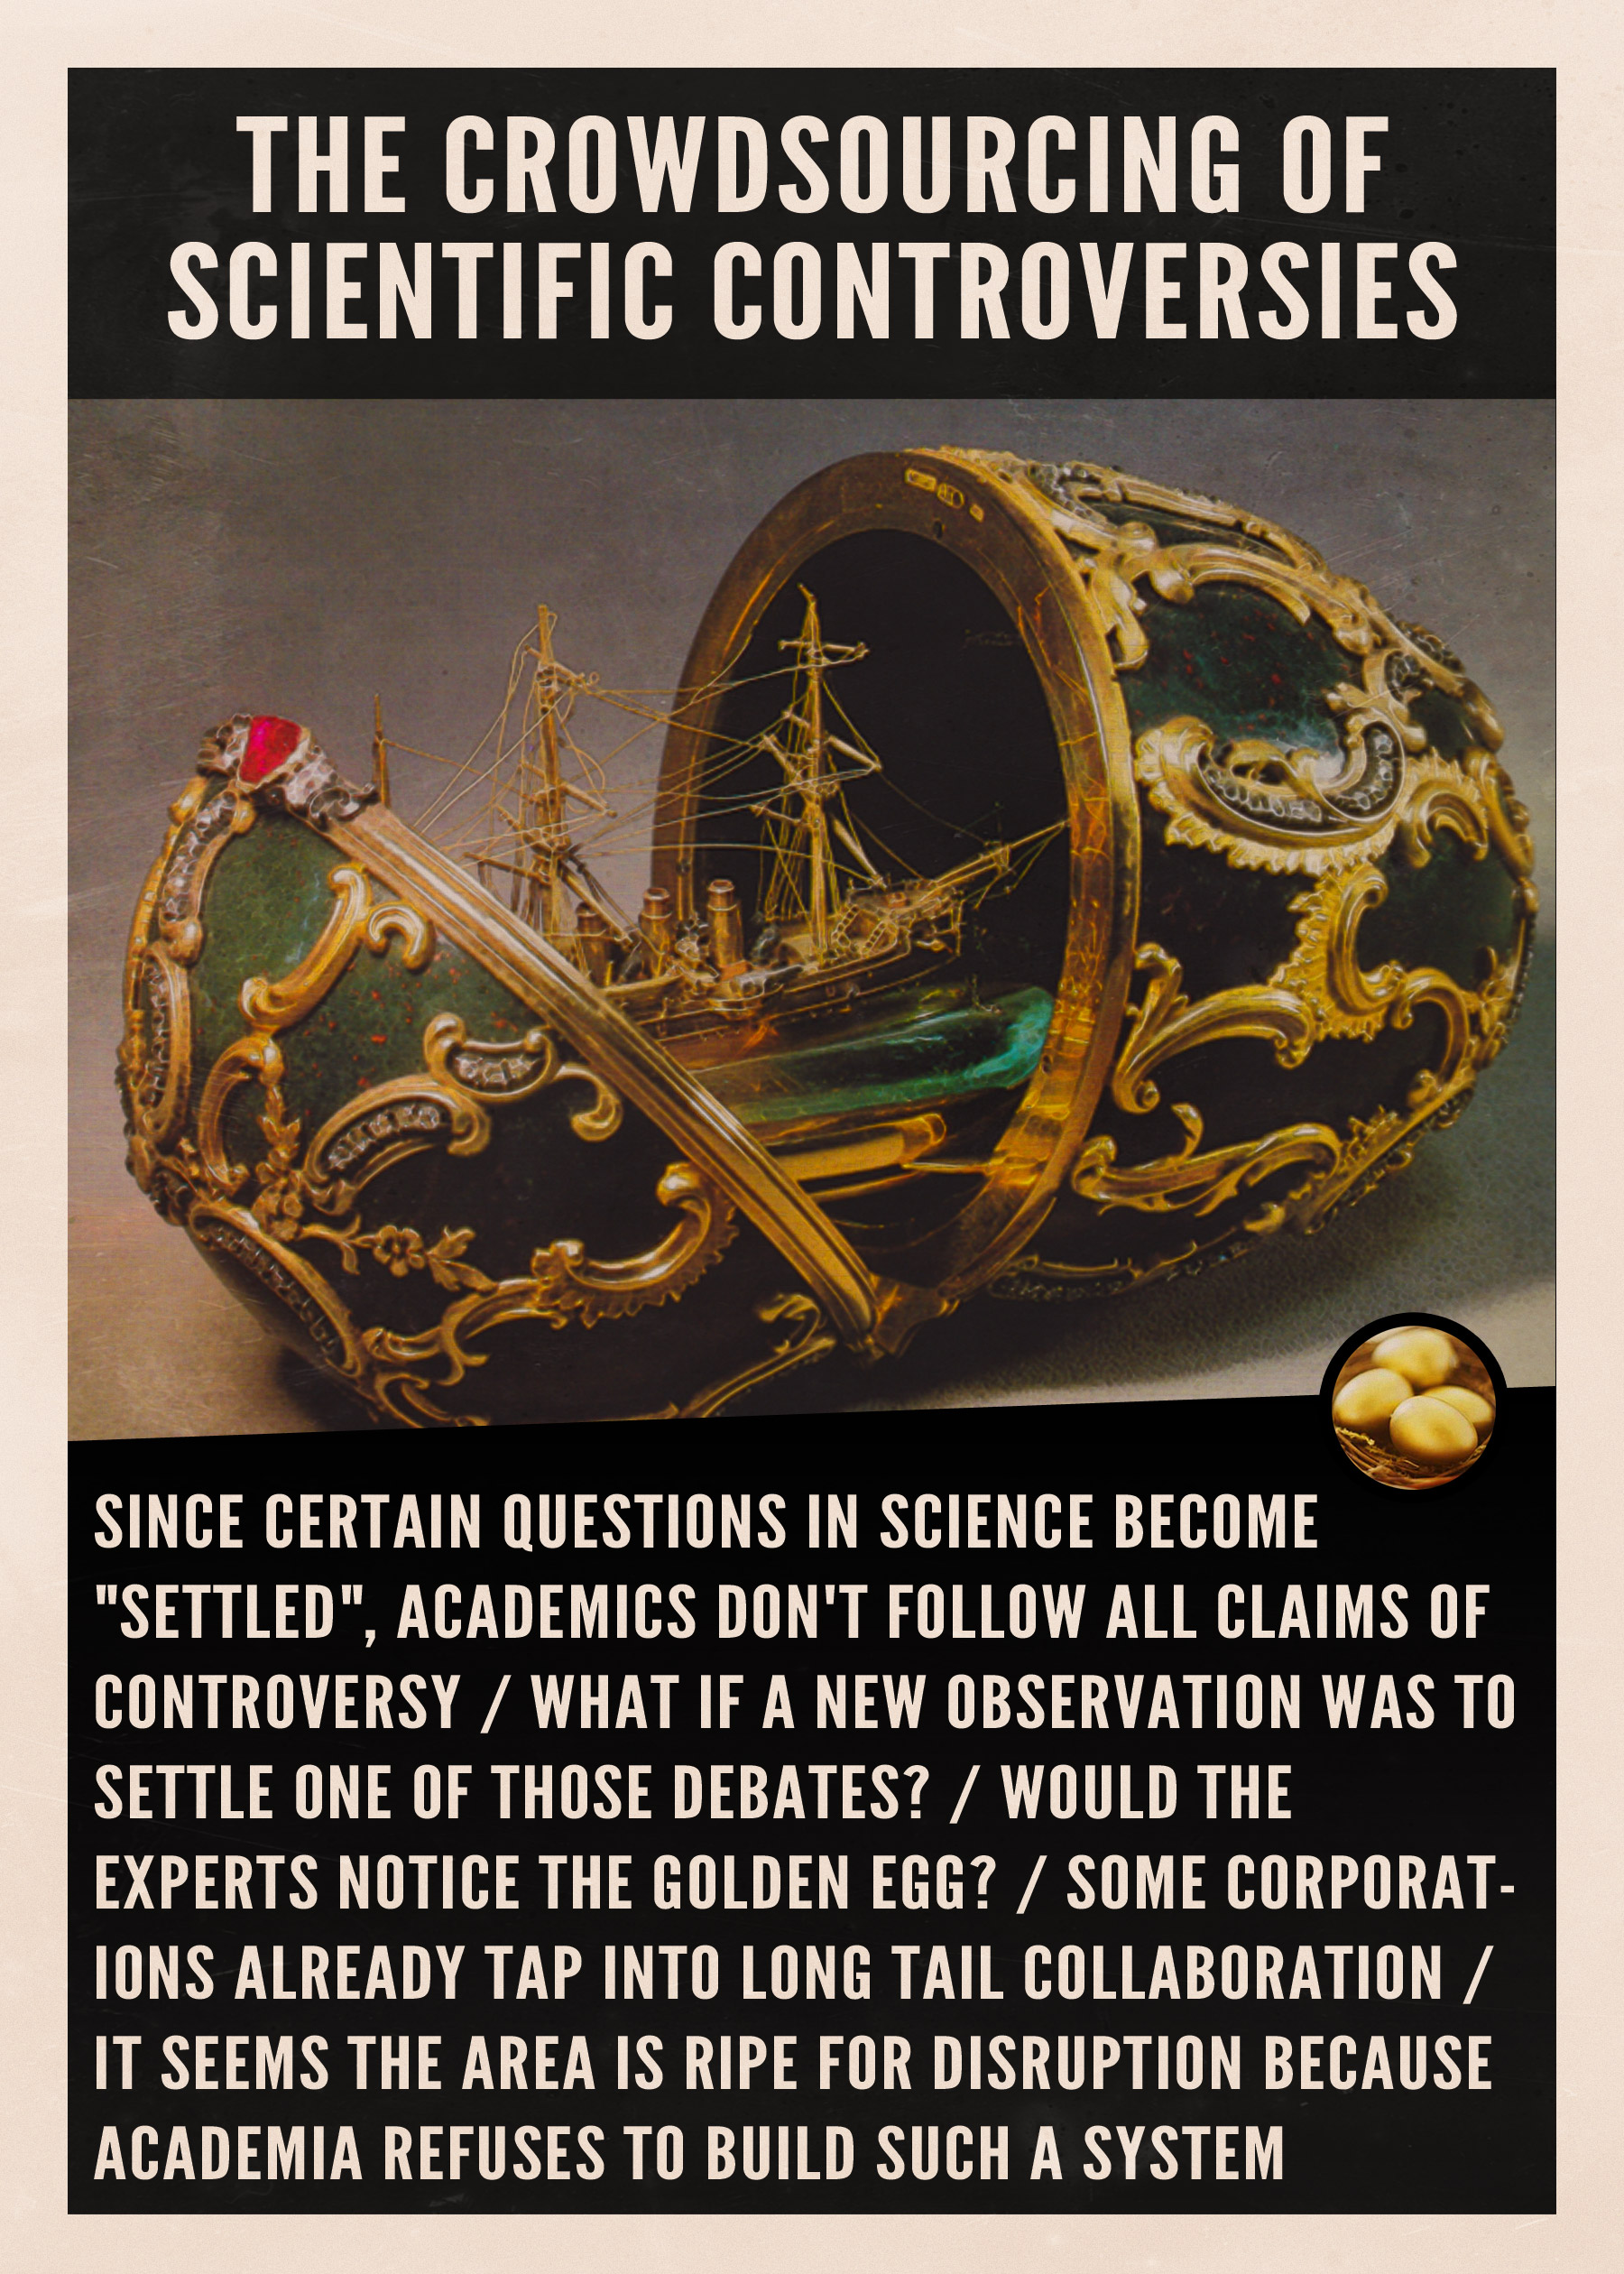 THE CROWDSOURCING OF
SCIENTIFIC CONTROVERSIES
SINCE CERTAIN QUESTIONS IN SCIENCE BECOME
"SETTLED", ACADEMICS DON'T FOLLOW ALL CLAIMS OF
CONTROVERSY / WHAT IF A NEW OBSERVATION WAS TO
SETTLE ONE OF THOSE DEBATES? / WOULD THE
EXPERTS NOTICE THE GOLDEN EGG? / SOME CORPORAT-
IONS ALREADY TAP INTO LONG TAIL COLLABORATION /
IT SEEMS THE AREA IS RIPE FOR DISRUPTION BECAUSE
ACADEMIA REFUSES TO BUILD SUCH A SYSTEM